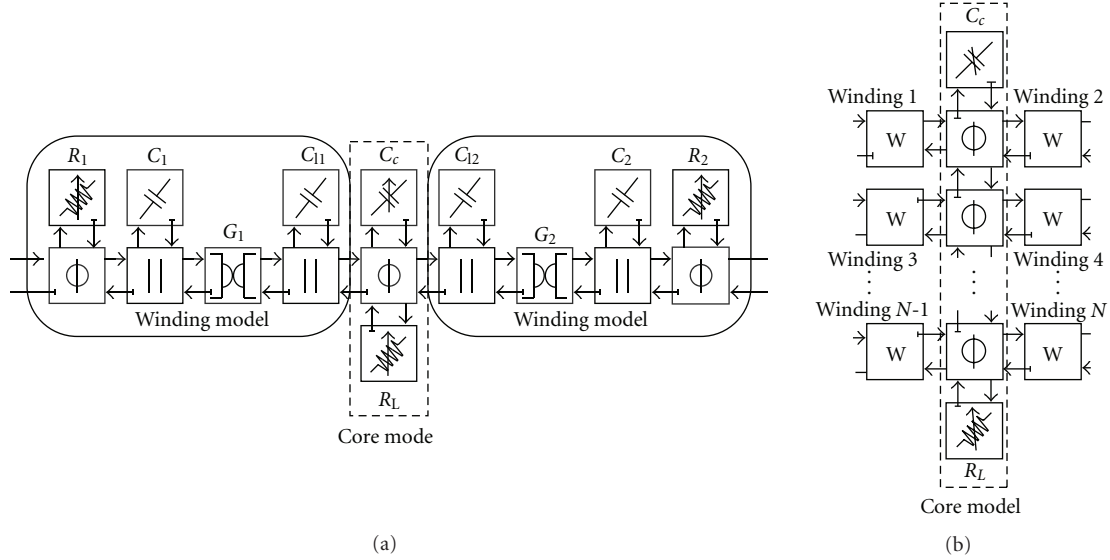 R1 C1 Cl1 Cc Cl2 C2 R2
G1 G2
Winding model Winding model
RL
Core mode
(a)
Cc
Winding 1 Winding 2
W W
W W
Winding 3 Winding 4
Winding N-1 Winding N
W W
RL
Core model
(b)